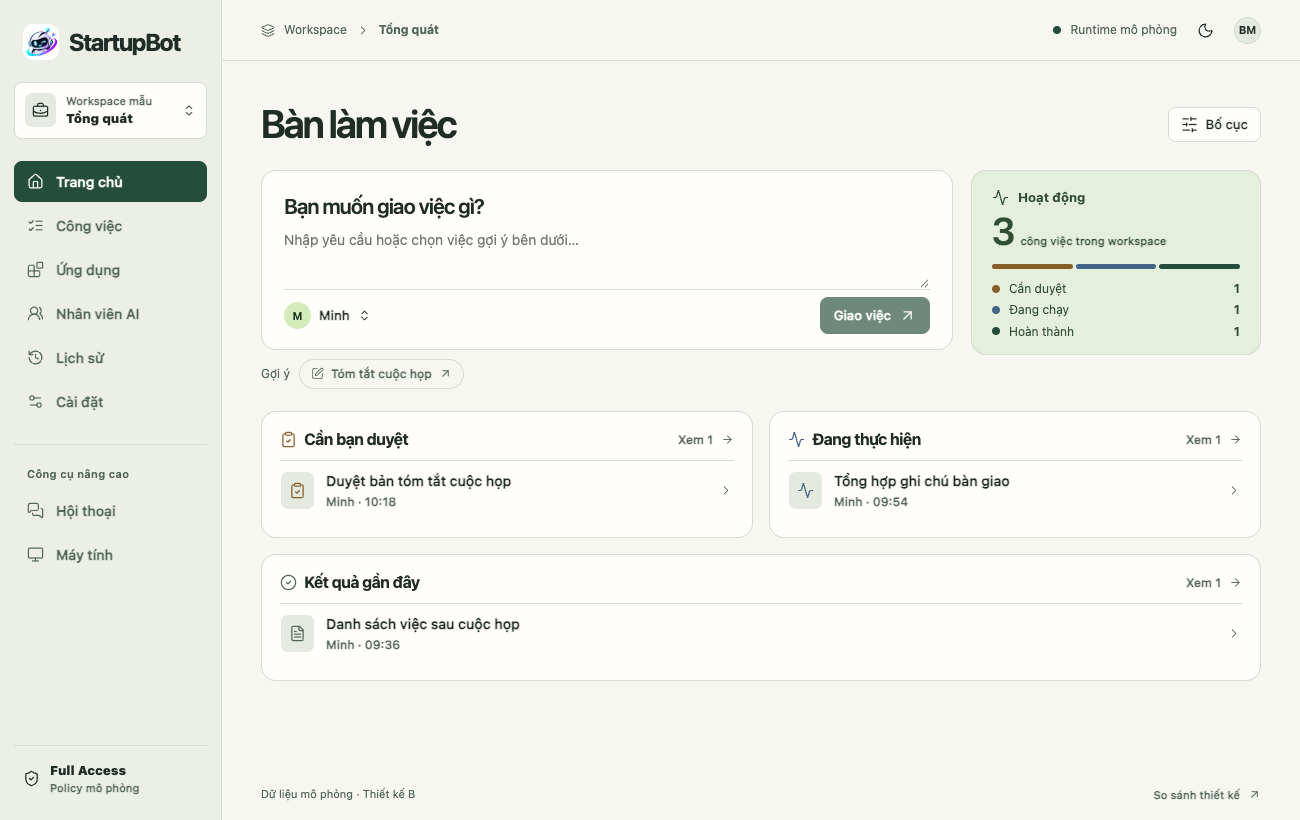 StartupBot
Workspace mẫu
Tổng quát
Trang chủ
Công việc
Ứng dụng
Nhân viên AI
Lịch sử
Cài đặt
Công cụ nâng cao
Hội thoại
Máy tính
Full Access
Policy mô phỏng
Workspace > Tổng quát
Runtime mô phỏng
BM
Bàn làm việc
Bố cục
Bạn muốn giao việc gì?
Nhập yêu cầu hoặc chọn việc gợi ý bên dưới...
M Minh
Giao việc
Hoạt động
3 công việc trong workspace
Cần duyệt 1
Đang chạy 1
Hoàn thành 1
Gợi ý Tóm tắt cuộc họp
Cần bạn duyệt Xem 1
Duyệt bản tóm tắt cuộc họp
Minh · 10:18
Đang thực hiện Xem 1
Tổng hợp ghi chú bàn giao
Minh · 09:54
Kết quả gần đây Xem 1
Danh sách việc sau cuộc họp
Minh · 09:36
Dữ liệu mô phỏng · Thiết kế B
So sánh thiết kế